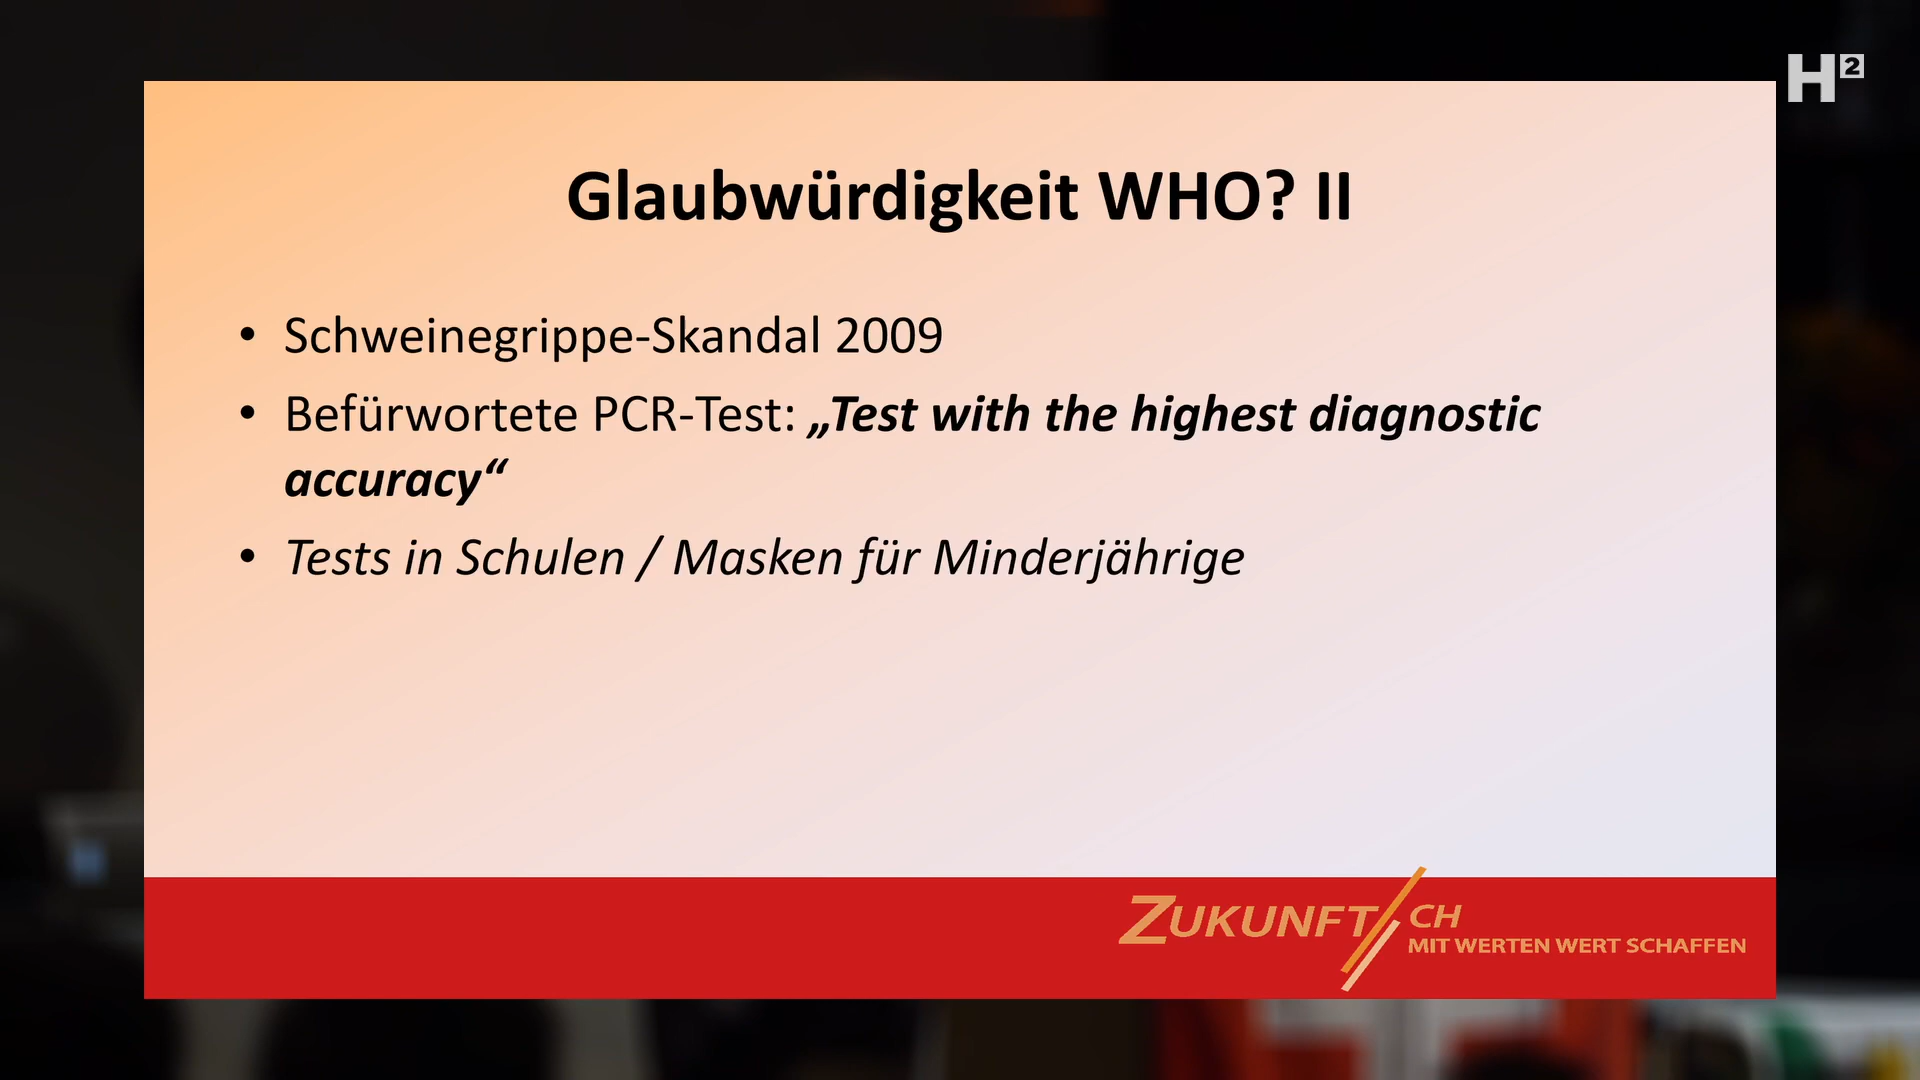 H²
Glaubwürdigkeit WHO? II
• Schweinegrippe-Skandal 2009
• Befürwortete PCR-Test: „Test with the highest diagnostic
accuracy“
• Tests in Schulen / Masken für Minderjährige
ZUKUNFT CH
MIT WERTEN WERT SCHAFFEN